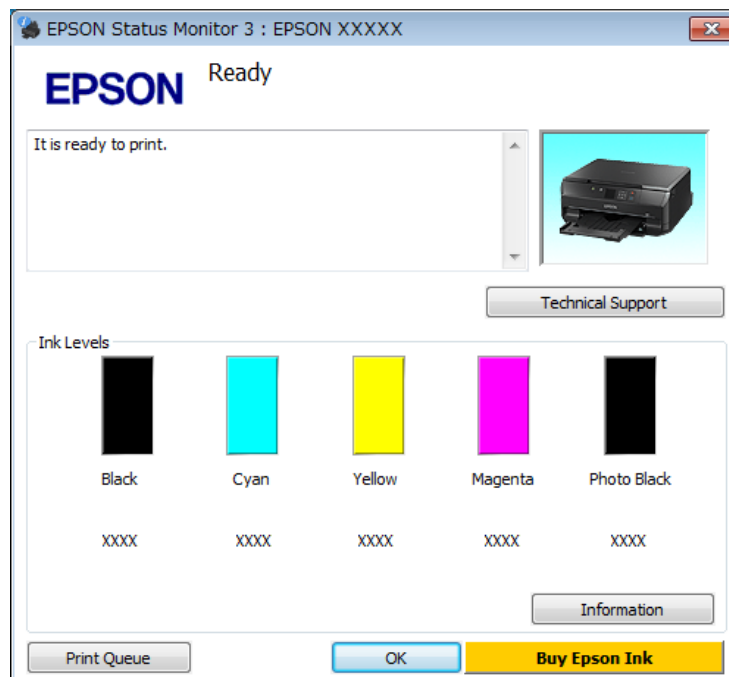 EPSON Status Monitor 3 : EPSON XXXXX
EPSON
Ready
It is ready to print.
Technical Support
Ink Levels
Black Cyan Yellow Magenta Photo Black
XXXX XXXX XXXX XXXX XXXX
Information
Print Queue OK Buy Epson Ink